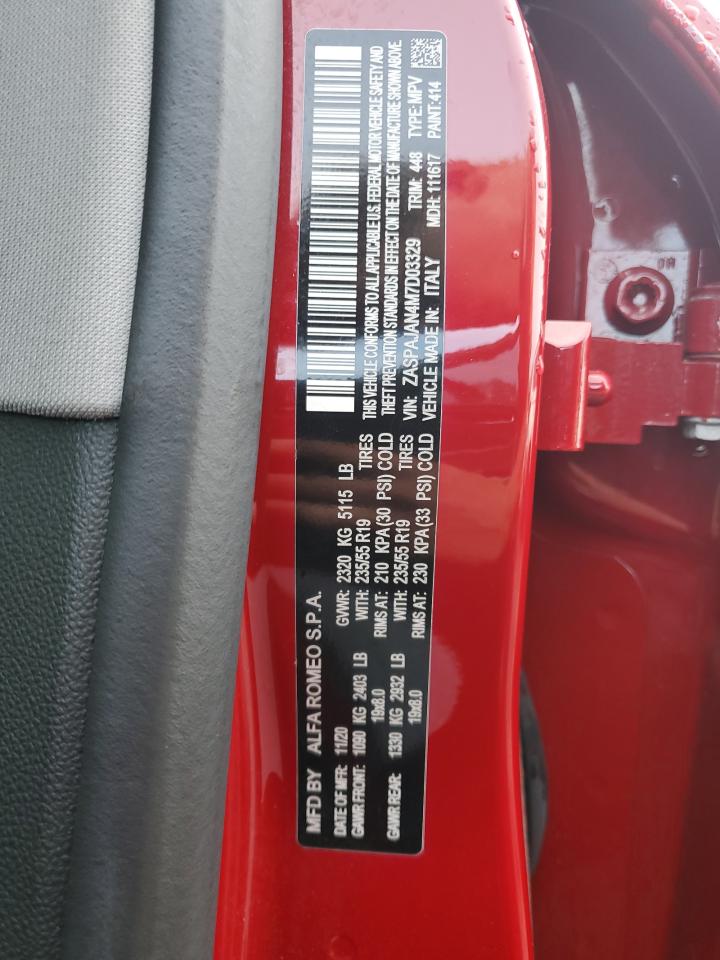 MFD BY ALFA ROMEO S.P.A.
DATE OF MFR: 11/20 GVWR: 2320 KG 5115 LB
GAWR FRONT: 1090 KG 2403 LB WITH: 235/55 R19 TIRES
19x8.0 RIMS AT: 210 KPA(30 PSI) COLD
GAWR REAR: 1330 KG 2932 LB WITH: 235/55 R19 TIRES
19x8.0 RIMS AT: 230 KPA(33 PSI) COLD
THIS VEHICLE CONFORMS TO ALL APPLICABLE U.S. FEDERAL MOTOR VEHICLE SAFETY AND
THEFT PREVENTION STANDARDS IN EFFECT ON THE DATE OF MANUFACTURE SHOWN ABOVE
VIN: ZASPAJAN4M7D03329 TRIM: 448 TYPE: MPV
VEHICLE MADE IN: ITALY MDH: 111617 PAINT: 414